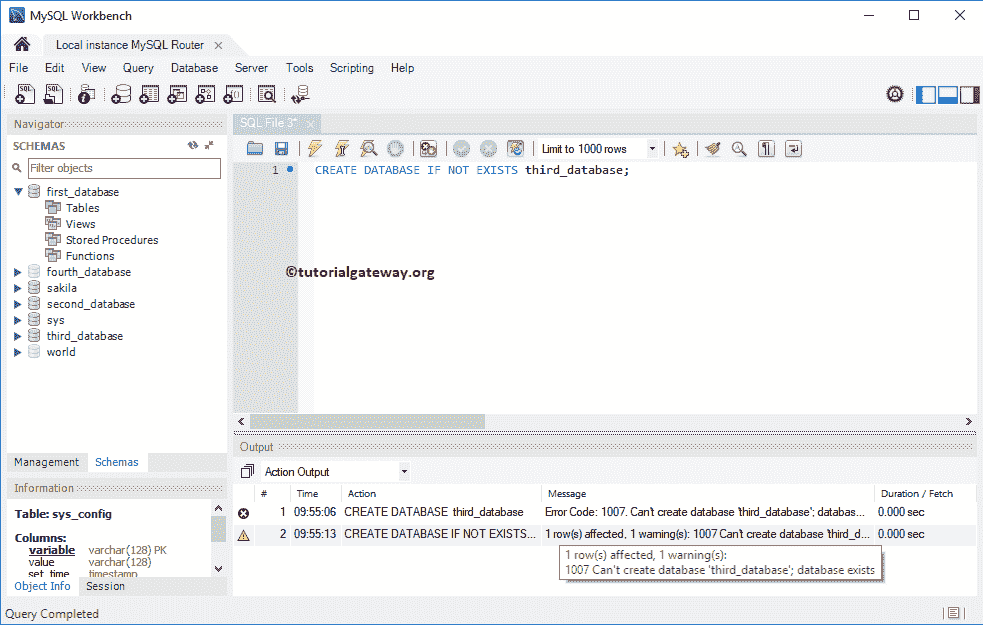 MySQL Workbench
Local instance MySQL Router
File Edit View Query Database Server Tools Scripting Help
Navigator
SCHEMAS
Filter objects
first_database
Tables
Views
Stored Procedures
Functions
fourth_database
sakila
second_database
sys
third_database
world
Management Schemas
Information
Table: sys_config
Columns:
variable varchar(128) PK
value varchar(128)
set_time timestamp
Object Info Session
SQL File 3*
Limit to 1000 rows
1 CREATE DATABASE IF NOT EXISTS third_database;
©tutorialgateway.org
Output
Action Output
# Time Action Message Duration / Fetch
1 09:55:06 CREATE DATABASE third_database Error Code: 1007. Can't create database 'third_database'; databas... 0.000 sec
2 09:55:13 CREATE DATABASE IF NOT EXISTS... 1 row(s) affected, 1 warning(s): 1007 Can't create database 'third_d... 0.000 sec
1 row(s) affected, 1 warning(s):
1007 Can't create database 'third_database'; database exists
Query Completed